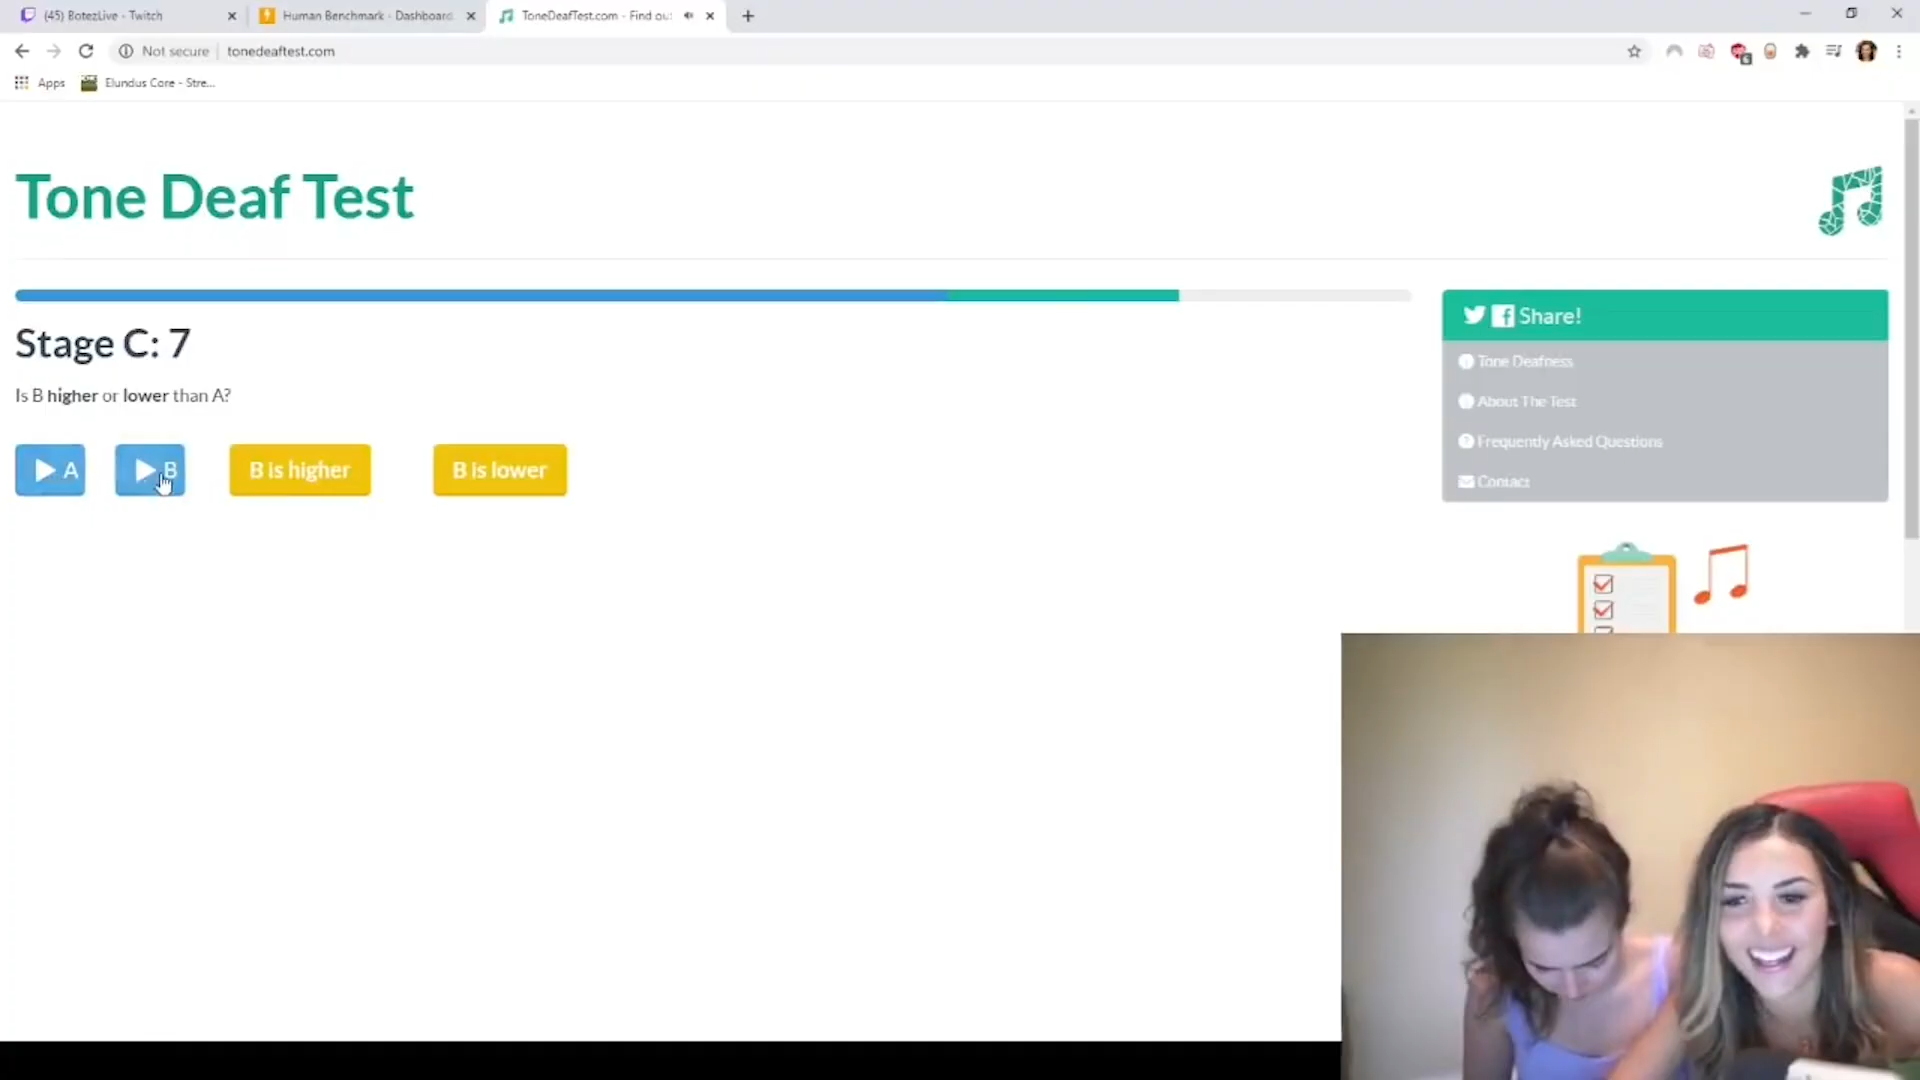 (45) BotezLive - Twitch
Human Benchmark - Dashboard
ToneDeafTest.com - Find ou
Not secure
tonedeaftest.com
Apps
Elundus Core - Stre...
Tone Deaf Test
Stage C: 7
Is B higher or lower than A?
A
B
B is higher
B is lower
Share!
Tone Deafness
About The Test
Frequently Asked Questions
Contact